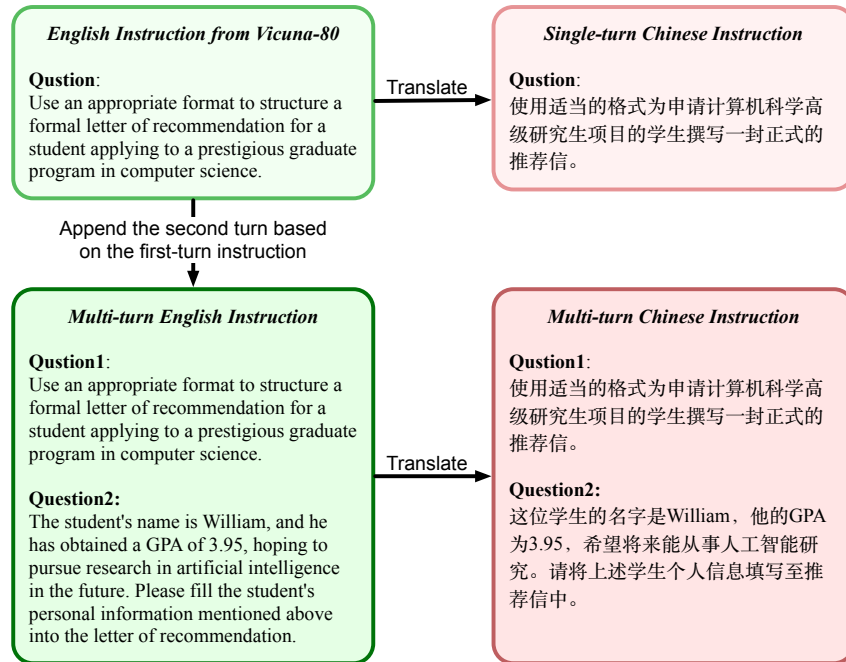 English Instruction from Vicuna-80
Qustion:
Use an appropriate format to structure a
formal letter of recommendation for a
student applying to a prestigious graduate
program in computer science.
Translate
Single-turn Chinese Instruction
Qustion:
使用适当的格式为申请计算机科学高
级研究生项目的学生撰写一封正式的
推荐信。
Append the second turn based
on the first-turn instruction
Multi-turn English Instruction
Qustion1:
Use an appropriate format to structure a
formal letter of recommendation for a
student applying to a prestigious graduate
program in computer science.
Question2:
The student's name is William, and he
has obtained a GPA of 3.95, hoping to
pursue research in artificial intelligence
in the future. Please fill the student's
personal information mentioned above
into the letter of recommendation.
Translate
Multi-turn Chinese Instruction
Qustion1:
使用适当的格式为申请计算机科学高
级研究生项目的学生撰写一封正式的
推荐信。
Question2:
这位学生的名字是William，他的GPA
为3.95，希望将来能从事人工智能研
究。请将上述学生个人信息填写至推
荐信中。